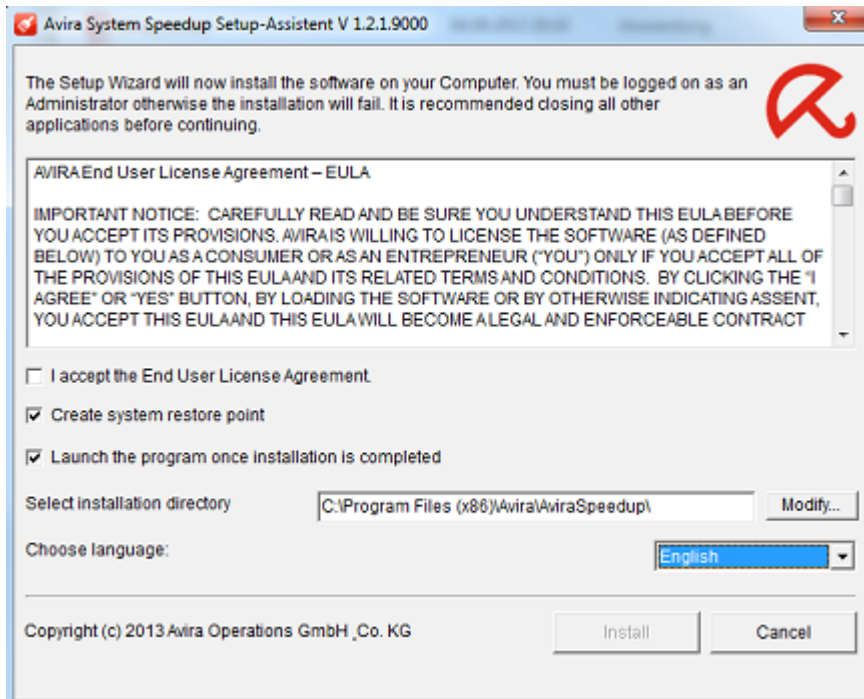 Avira System Speedup Setup-Assistent V 1.2.1.9000
The Setup Wizard will now install the software on your Computer. You must be logged on as an
Administrator otherwise the installation will fail. It is recommended closing all other
applications before continuing.
AVIRA End User License Agreement – EULA
IMPORTANT NOTICE: CAREFULLY READ AND BE SURE YOU UNDERSTAND THIS EULA BEFORE
YOU ACCEPT ITS PROVISIONS. AVIRA IS WILLING TO LICENSE THE SOFTWARE (AS DEFINED
BELOW) TO YOU AS A CONSUMER OR AS AN ENTREPRENEUR ("YOU") ONLY IF YOU ACCEPT ALL OF
THE PROVISIONS OF THIS EULA AND ITS RELATED TERMS AND CONDITIONS. BY CLICKING THE "I
AGREE" OR "YES" BUTTON, BY LOADING THE SOFTWARE OR BY OTHERWISE INDICATING ASSENT,
YOU ACCEPT THIS EULA AND THIS EULA WILL BECOME A LEGAL AND ENFORCEABLE CONTRACT
I accept the End User License Agreement.
Create system restore point
Launch the program once installation is completed
Select installation directory C:\Program Files (x86)\Avira\AviraSpeedup\ Modify...
Choose language: English
Copyright (c) 2013 Avira Operations GmbH _Co. KG Install Cancel